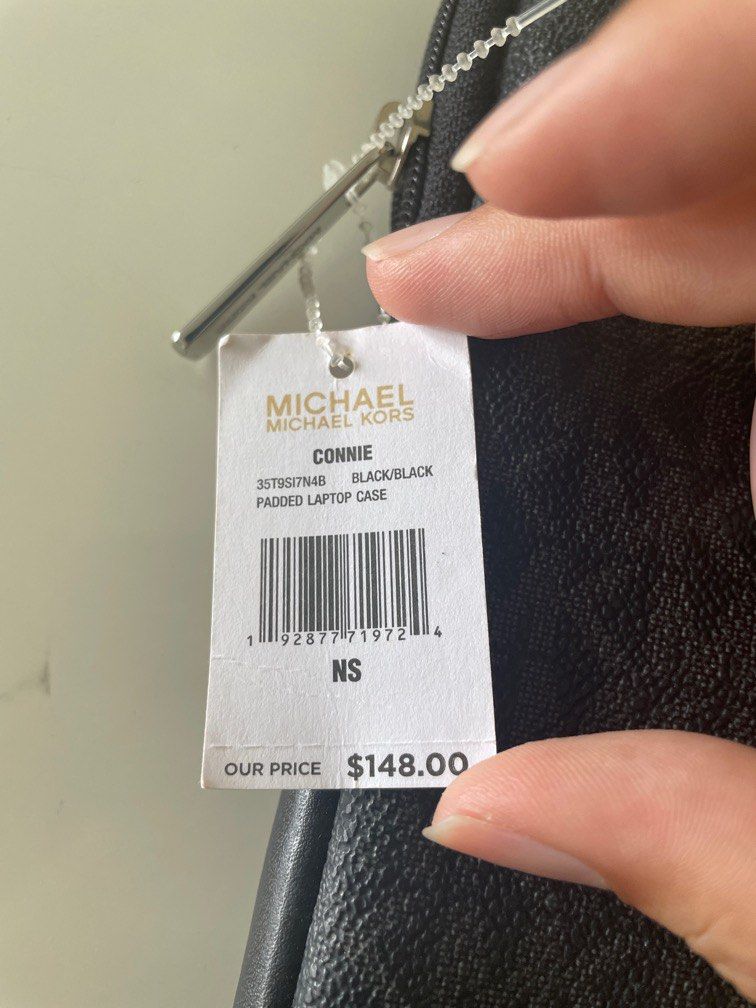 MICHAEL
MICHAEL KORS
CONNIE
35T9SI7N4B BLACK/BLACK
PADDED LAPTOP CASE
1 92877 71972 4
NS
OUR PRICE $148.00